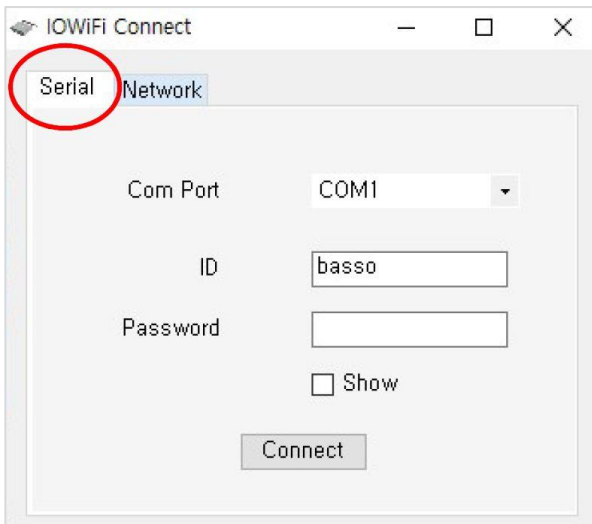 IOWiFi Connect
Serial Network
Com Port COM1
ID basso
Password
Show
Connect